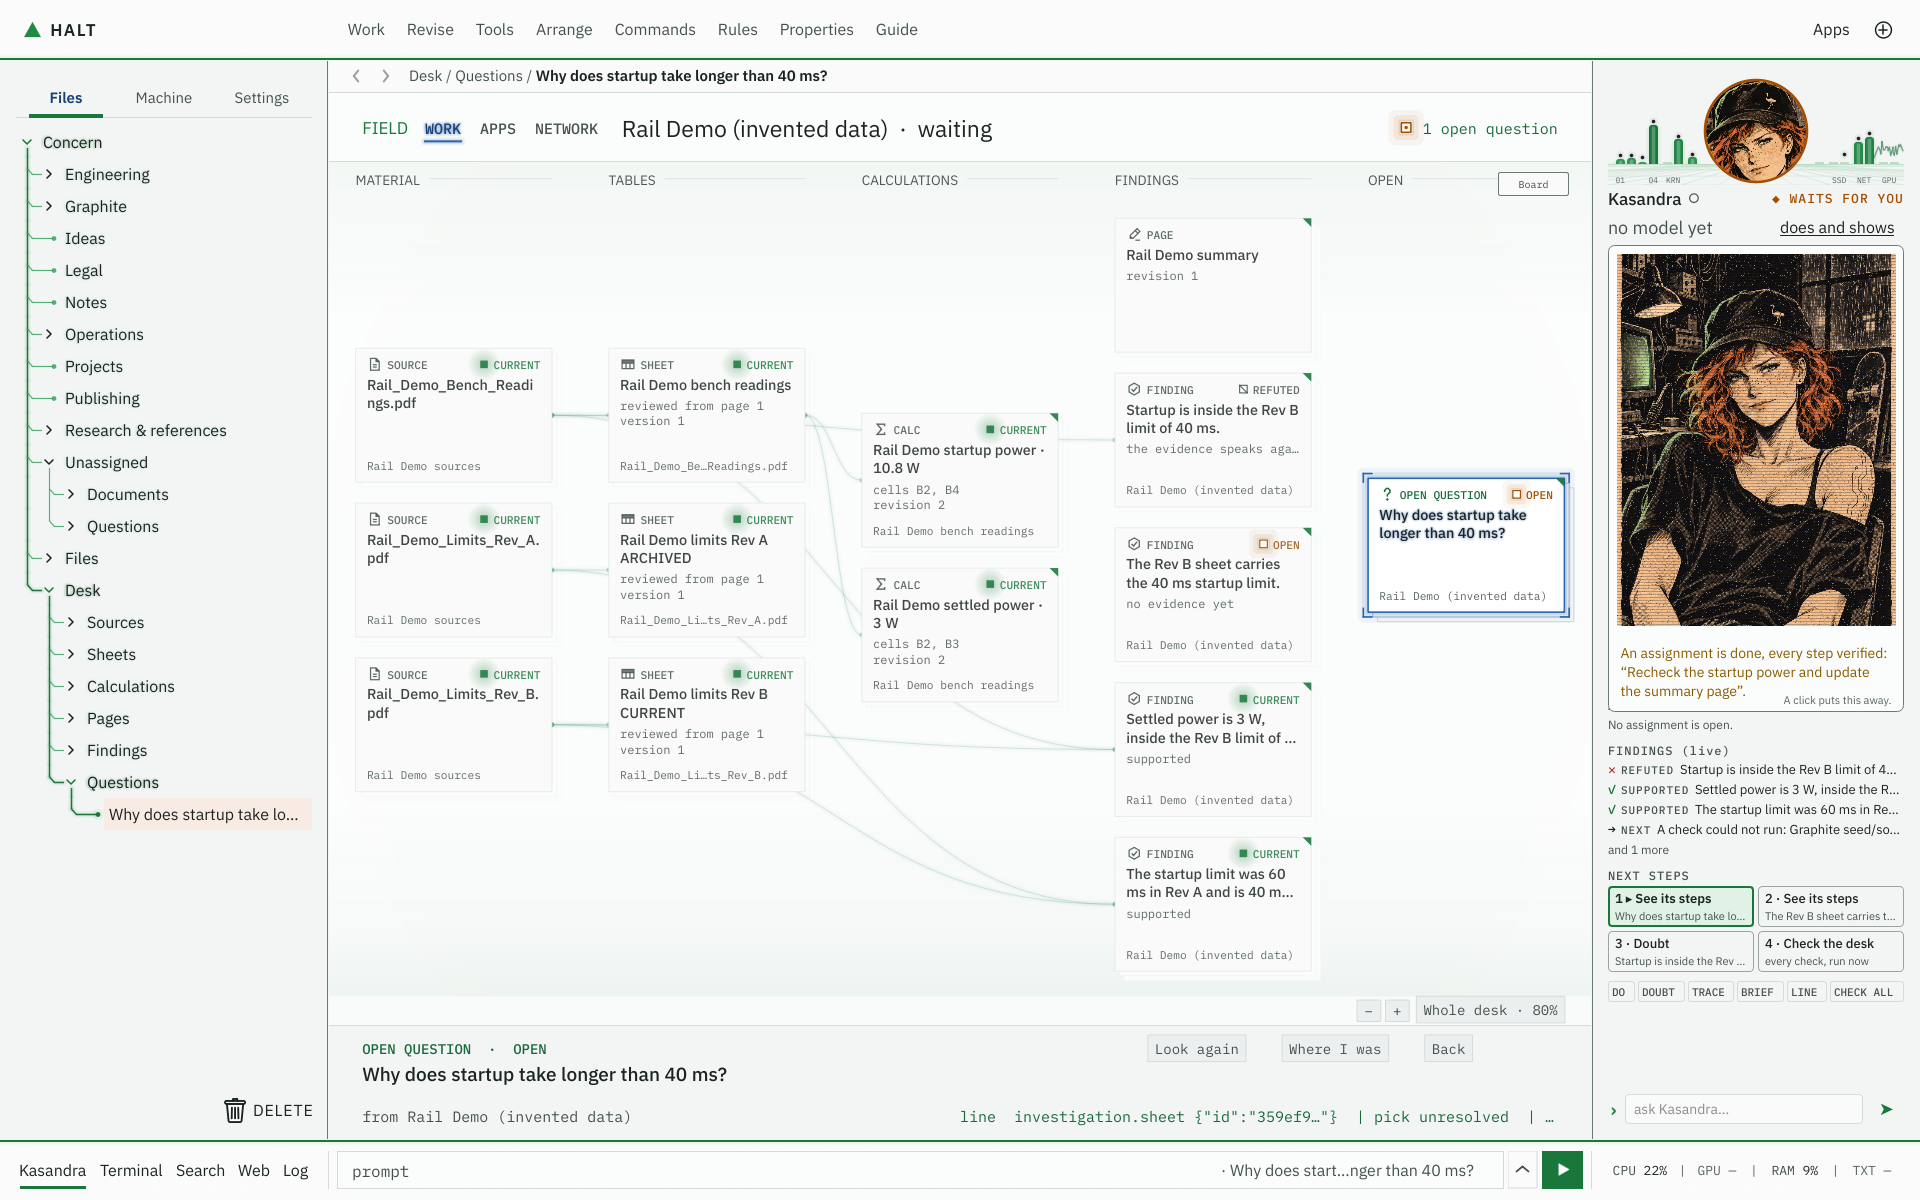 HALT
Work Revise Tools Arrange Commands Rules Properties Guide
Apps
Files Machine Settings
Concern
Engineering
Graphite
Ideas
Legal
Notes
Operations
Projects
Publishing
Research & references
Unassigned
Documents
Questions
Files
Desk
Sources
Sheets
Calculations
Pages
Findings
Questions
Why does startup take lo...
DELETE
Desk / Questions / Why does startup take longer than 40 ms?
FIELD WORK APPS NETWORK Rail Demo (invented data) · waiting
1 open question
MATERIAL
TABLES
CALCULATIONS
FINDINGS
OPEN
Board
SOURCE CURRENT
Rail_Demo_Bench_Readi
ngs.pdf
Rail Demo sources
SOURCE CURRENT
Rail_Demo_Limits_Rev_A.
pdf
Rail Demo sources
SOURCE CURRENT
Rail_Demo_Limits_Rev_B.
pdf
Rail Demo sources
SHEET CURRENT
Rail Demo bench readings
reviewed from page 1
version 1
Rail_Demo_Be…Readings.pdf
SHEET CURRENT
Rail Demo limits Rev A
ARCHIVED
reviewed from page 1
version 1
Rail_Demo_Li…ts_Rev_A.pdf
SHEET CURRENT
Rail Demo limits Rev B
CURRENT
reviewed from page 1
version 1
Rail_Demo_Li…ts_Rev_B.pdf
CALC CURRENT
Rail Demo startup power ·
10.8 W
cells B2, B4
revision 2
Rail Demo bench readings
CALC CURRENT
Rail Demo settled power ·
3 W
cells B2, B3
revision 2
Rail Demo bench readings
PAGE
Rail Demo summary
revision 1
FINDING REFUTED
Startup is inside the Rev B
limit of 40 ms.
the evidence speaks aga…
Rail Demo (invented data)
FINDING OPEN
The Rev B sheet carries
the 40 ms startup limit.
no evidence yet
Rail Demo (invented data)
FINDING CURRENT
Settled power is 3 W,
inside the Rev B limit of ...
supported
Rail Demo (invented data)
FINDING CURRENT
The startup limit was 60
ms in Rev A and is 40 m...
supported
Rail Demo (invented data)
? OPEN QUESTION OPEN
Why does startup take
longer than 40 ms?
Rail Demo (invented data)
− + Whole desk · 80%
OPEN QUESTION · OPEN
Look again Where I was Back
Why does startup take longer than 40 ms?
from Rail Demo (invented data)
line investigation.sheet {"id":"359ef9…"} | pick unresolved | …
01 04 KRN SSD NET GPU
Kasandra
◆ WAITS FOR YOU
no model yet
does and shows
An assignment is done, every step verified:
“Recheck the startup power and update
the summary page”.
A click puts this away.
No assignment is open.
FINDINGS (live)
× REFUTED Startup is inside the Rev B limit of 4...
√ SUPPORTED Settled power is 3 W, inside the R...
√ SUPPORTED The startup limit was 60 ms in Re...
→ NEXT A check could not run: Graphite seed/so...
and 1 more
NEXT STEPS
1 ▸ See its steps
Why does startup take lo...
2 · See its steps
The Rev B sheet carries t...
3 · Doubt
Startup is inside the Rev ...
4 · Check the desk
every check, run now
DO DOUBT TRACE BRIEF LINE CHECK ALL
› ask Kasandra...
Kasandra Terminal Search Web Log
prompt
· Why does start...nger than 40 ms?
CPU 22% | GPU — | RAM 9% | TXT —